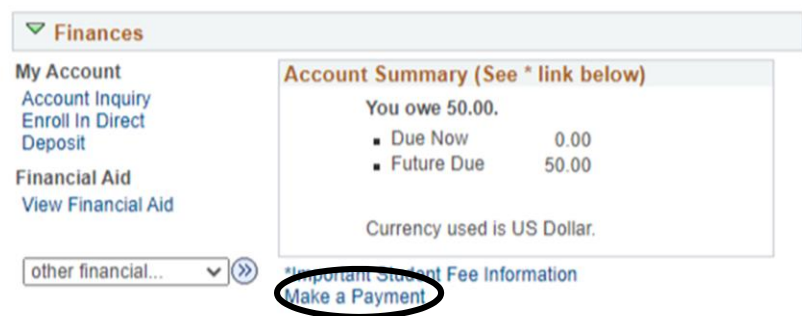 Finances
My Account
Account Inquiry
Enroll In Direct
Deposit
Financial Aid
View Financial Aid
other financial...
Account Summary (See * link below)
You owe 50.00.
Due Now 0.00
Future Due 50.00
Currency used is US Dollar.
*Important Student Fee Information
Make a Payment